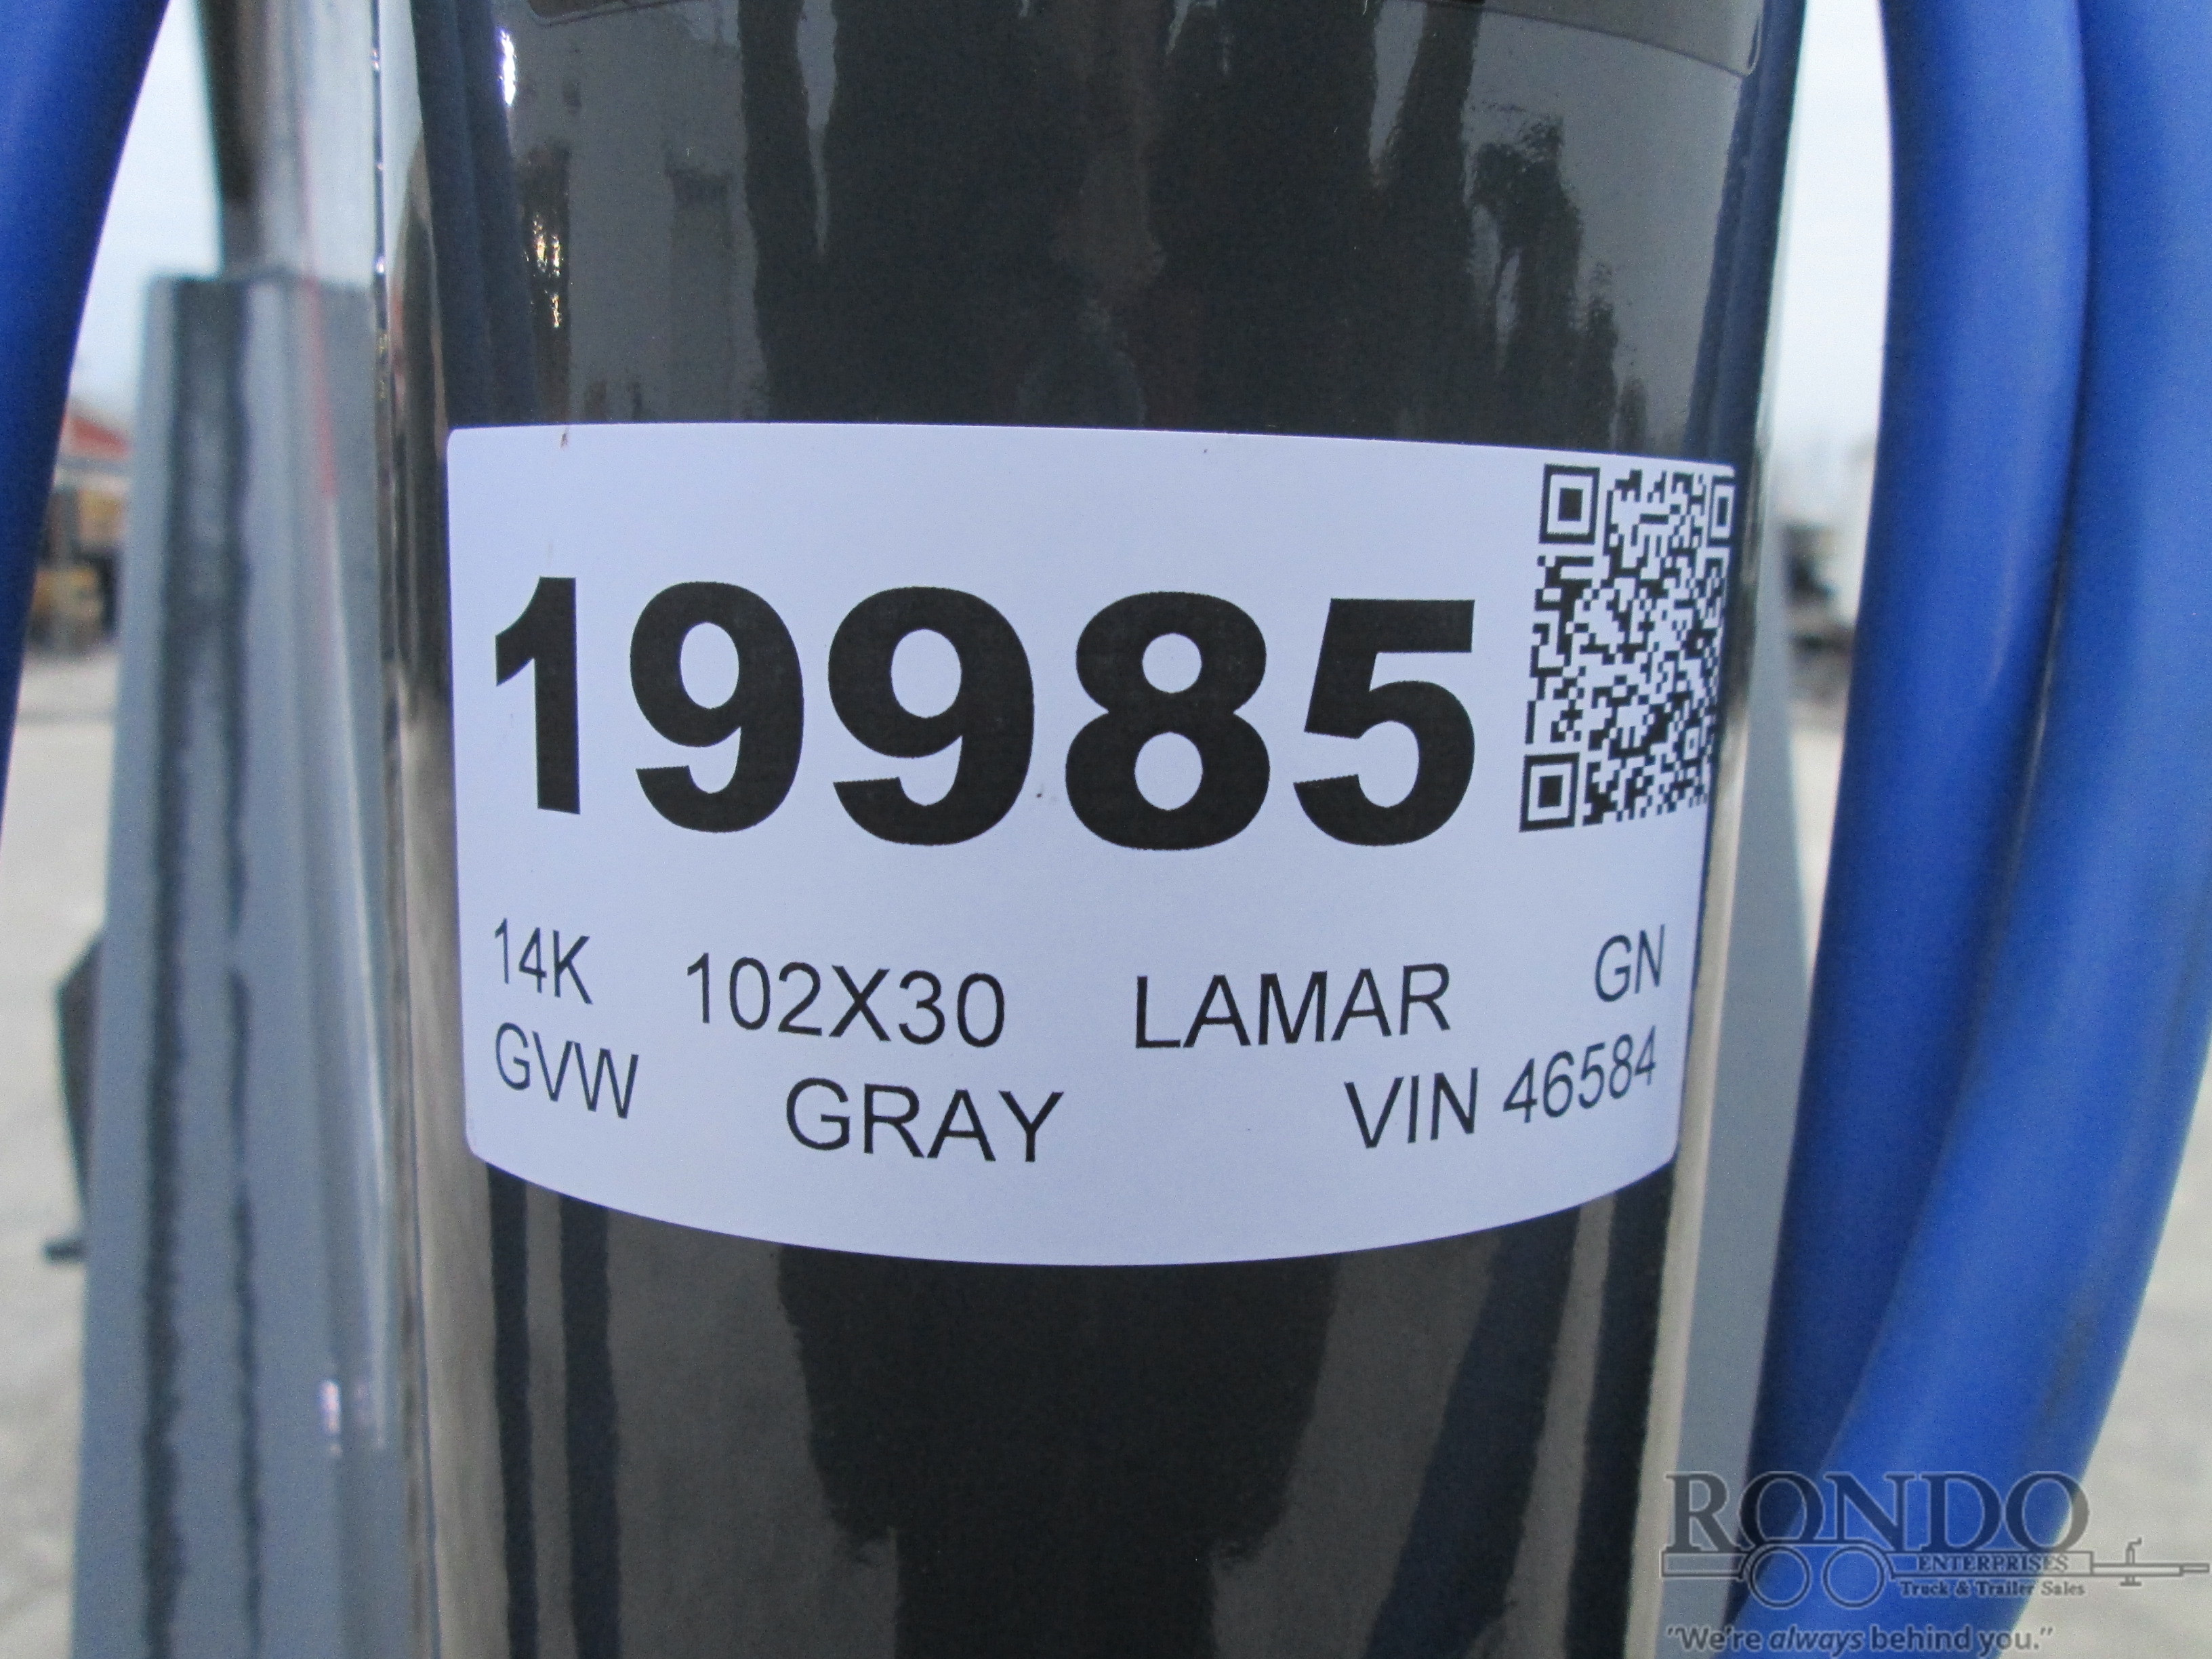 19985
14K 102X30 LAMAR GN
GVW GRAY VIN 46584
RONDO
ENTERPRISES
Truck & Trailer Sales
"We're always behind you."